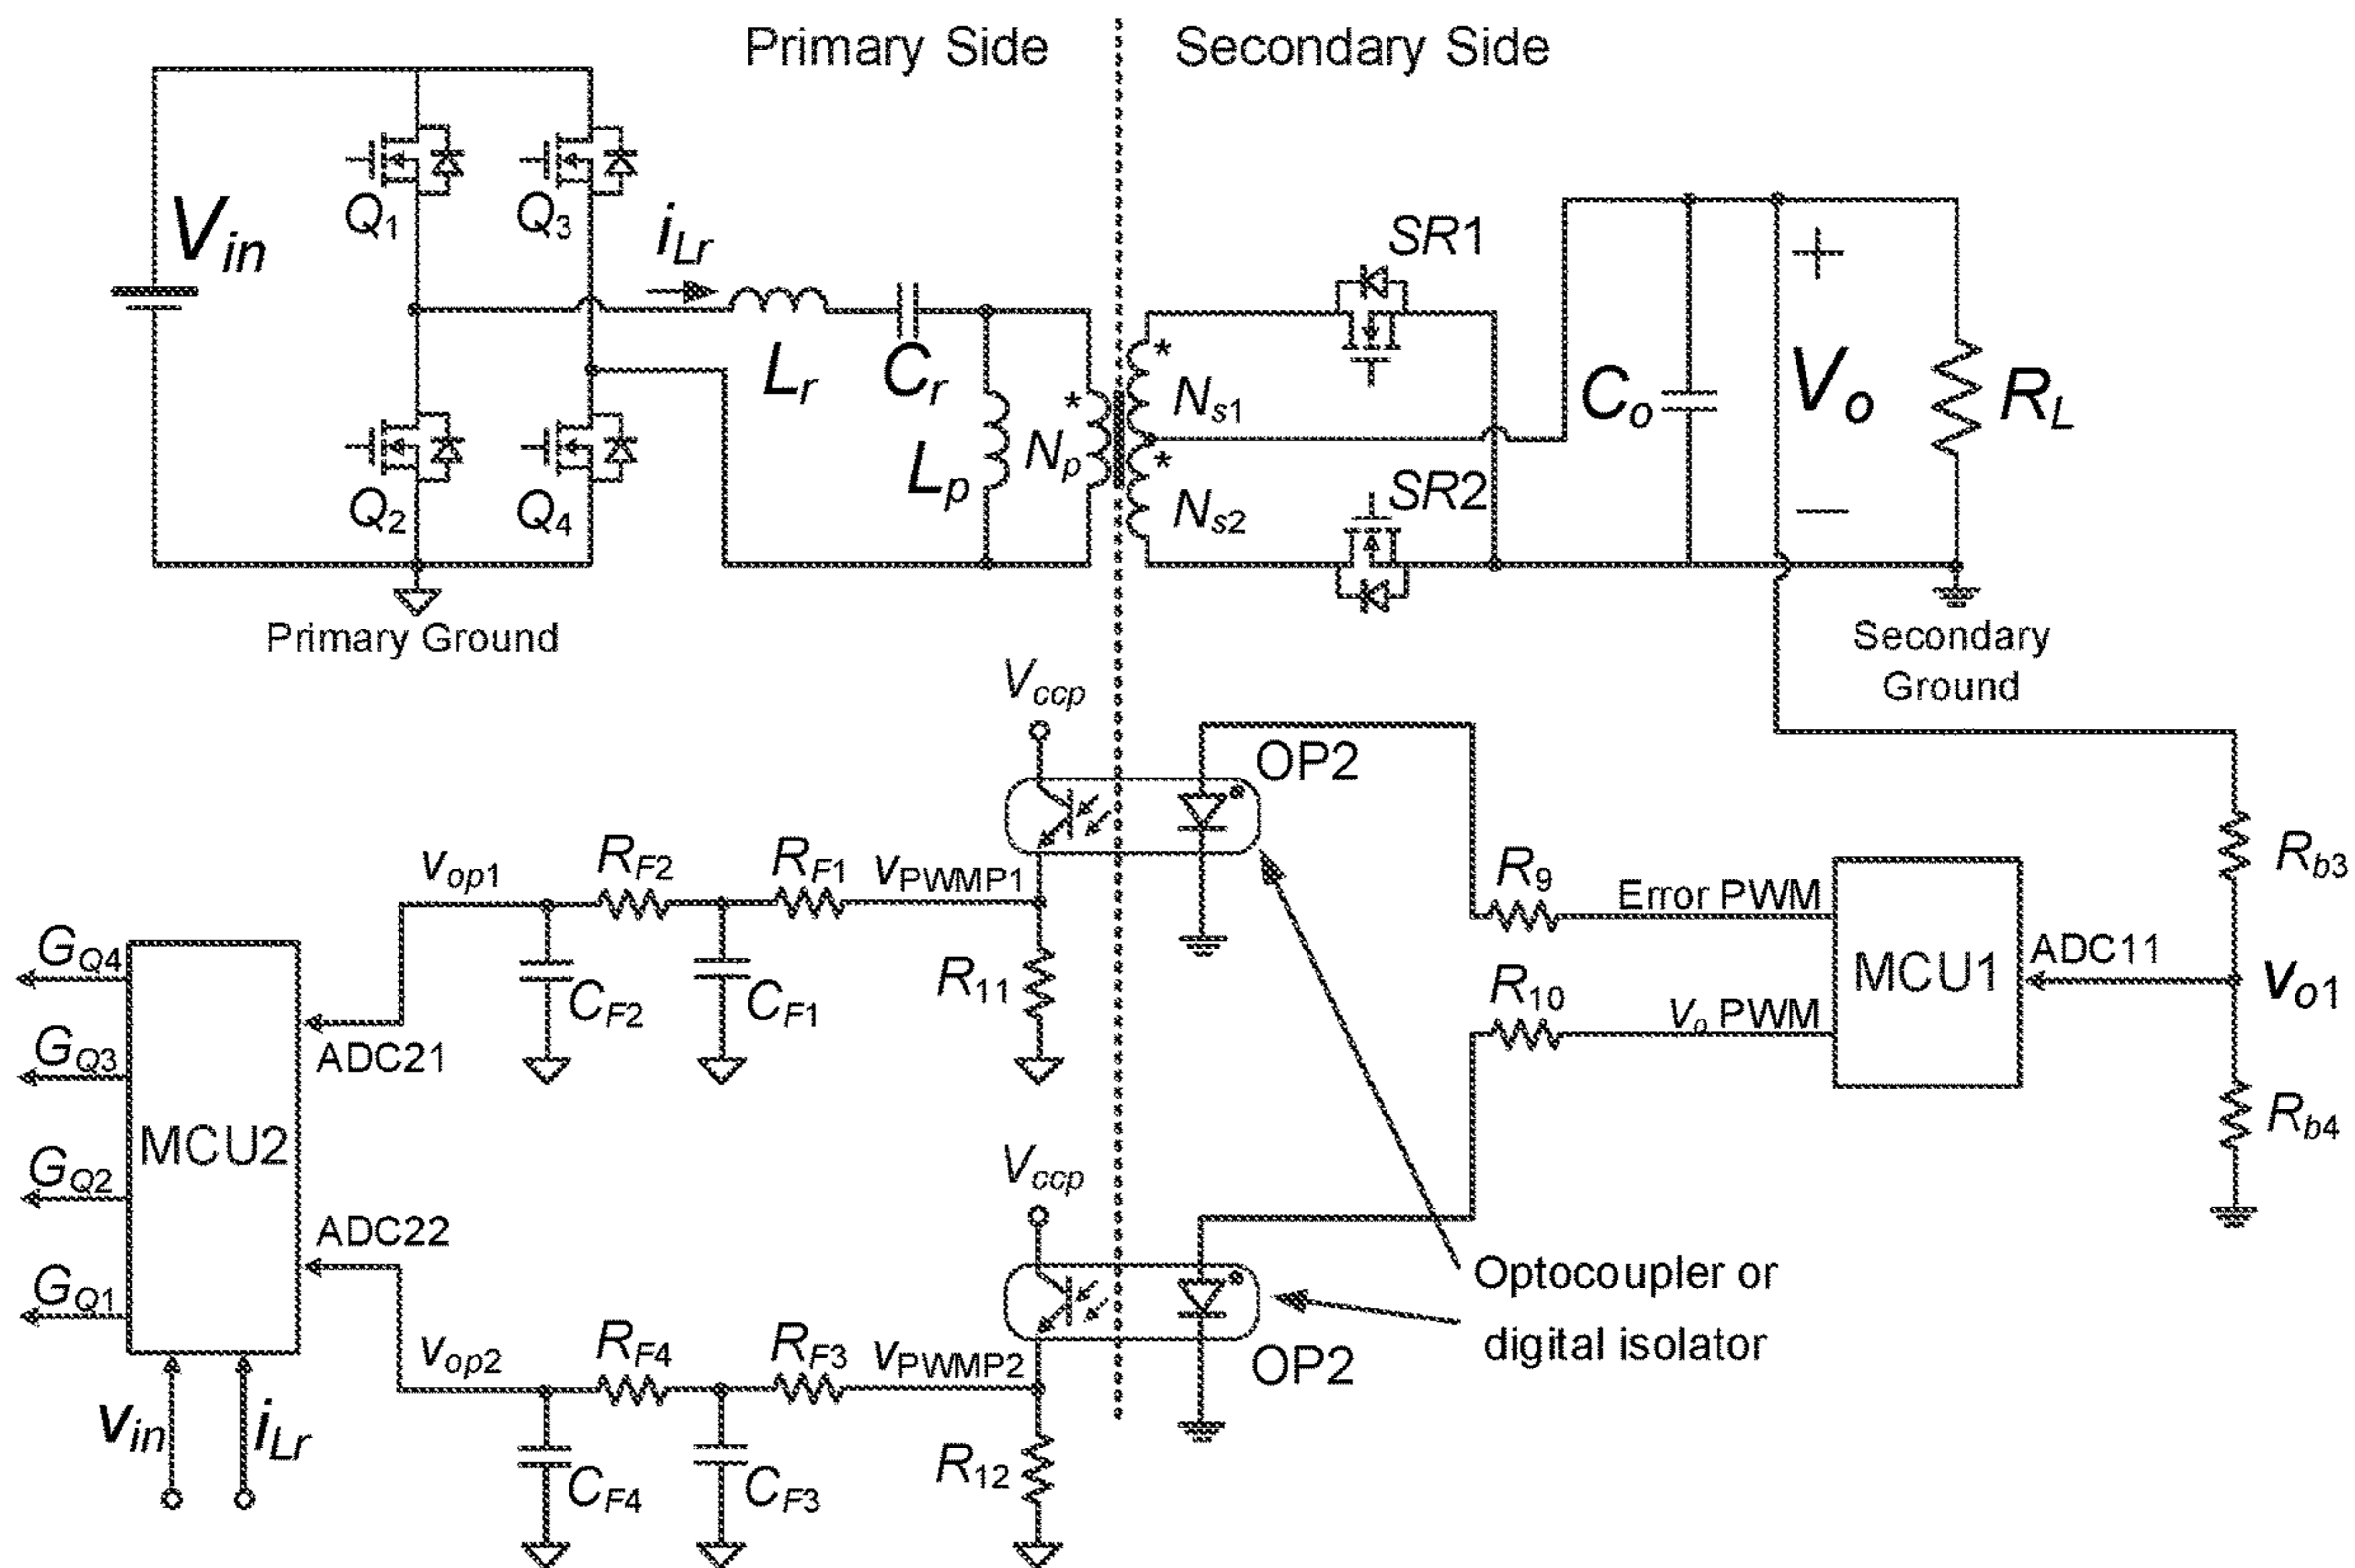 Primary Side
Secondary Side
Vin
Q1
Q3
iLr
Lr
Cr
Lp
Np
*
*
Ns1
*
Ns2
SR1
SR2
Co
+
Vo
—
RL
Q2
Q4
Primary Ground
Secondary
Ground
Vccp
OP2
vop1
RF2
RF1
vPWMP1
R9
Error PWM
Rb3
GQ4
CF2
CF1
R11
R10
Vo PWM
MCU1
ADC11
vo1
GQ3
ADC21
MCU2
GQ2
Vccp
Rb4
ADC22
GQ1
Optocoupler or
digital isolator
vop2
RF4
RF3
vPWMP2
OP2
vin
iLr
CF4
CF3
R12